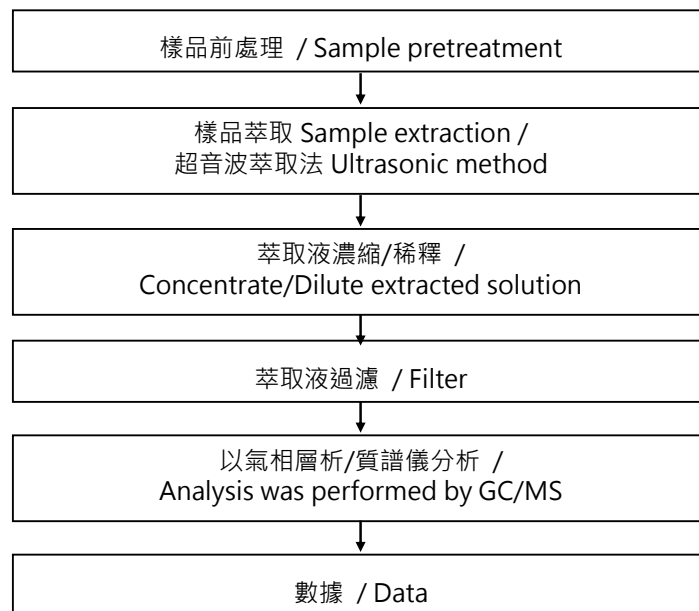 樣品前處理 / Sample pretreatment
樣品萃取 Sample extraction /
超音波萃取法 Ultrasonic method
萃取液濃縮/稀釋 /
Concentrate/Dilute extracted solution
萃取液過濾 / Filter
以氣相層析/質譜儀分析 /
Analysis was performed by GC/MS
數據 / Data